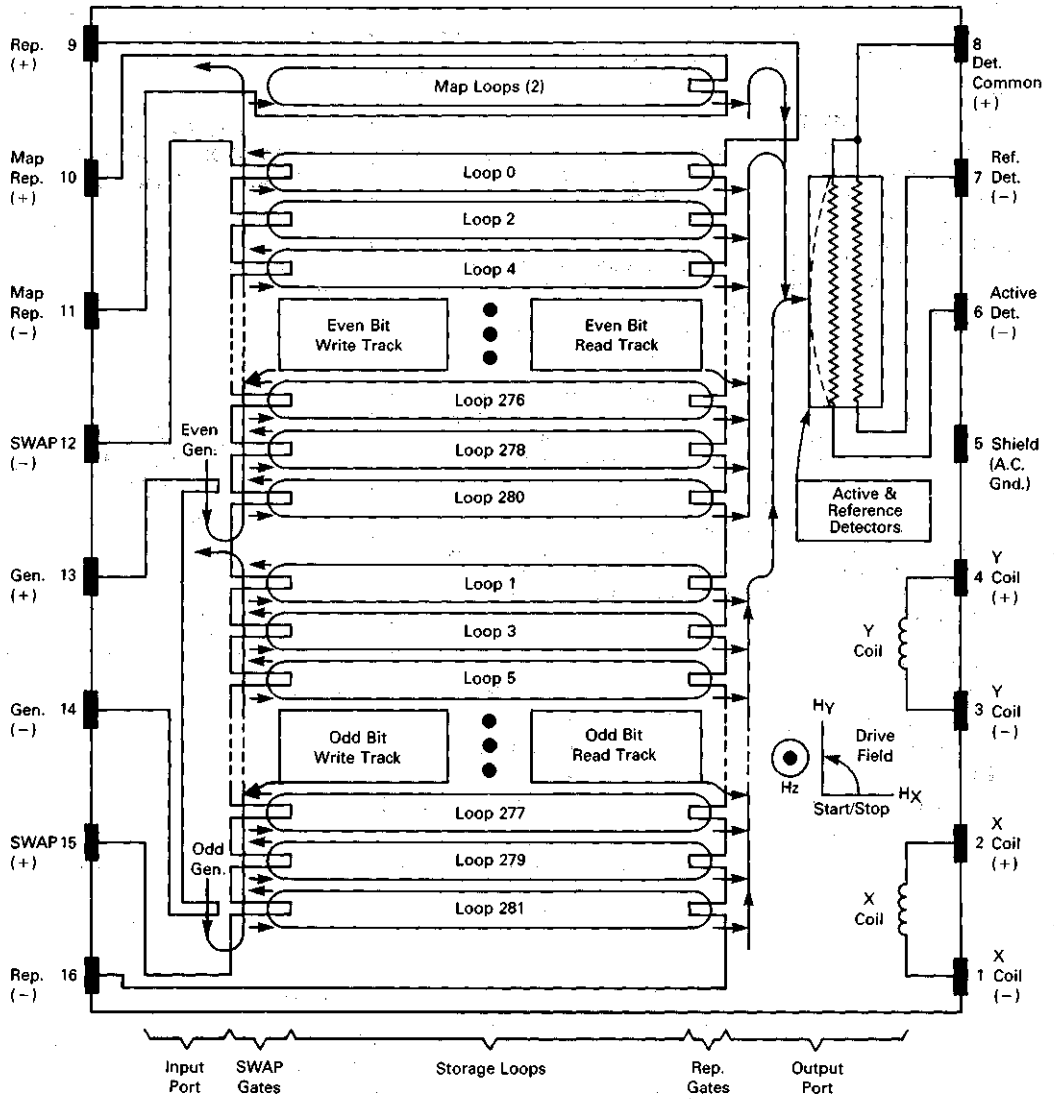 Rep. 9
(+)
Map
Rep. 10
(+)
Map
Rep. 11
(-)
SWAP 12
(-)
Gen. 13
(+)
Gen. 14
(-)
SWAP 15
(+)
Rep. 16
(-)
Map Loops (2)
Loop 0
Loop 2
Loop 4
Even Bit
Write Track
Even Bit
Read Track
Loop 276
Loop 278
Loop 280
Even
Gen.
Loop 1
Loop 3
Loop 5
Odd Bit
Write Track
Odd Bit
Read Track
Loop 277
Loop 279
Loop 281
Odd
Gen.
8
Det.
Common
(+)
Ref.
7 Det.
(-)
Active
6 Det.
(-)
5 Shield
(A.C.
Gnd.)
Active &
Reference
Detectors
Y
4 Coil
(+)
Y
Coil
Y
3 Coil
(-)
HY
Drive
Field
Hz
HX
Start/Stop
X
2 Coil
(+)
X
Coil
X
1 Coil
(-)
Input
Port
SWAP
Gates
Storage Loops
Rep.
Gates
Output
Port